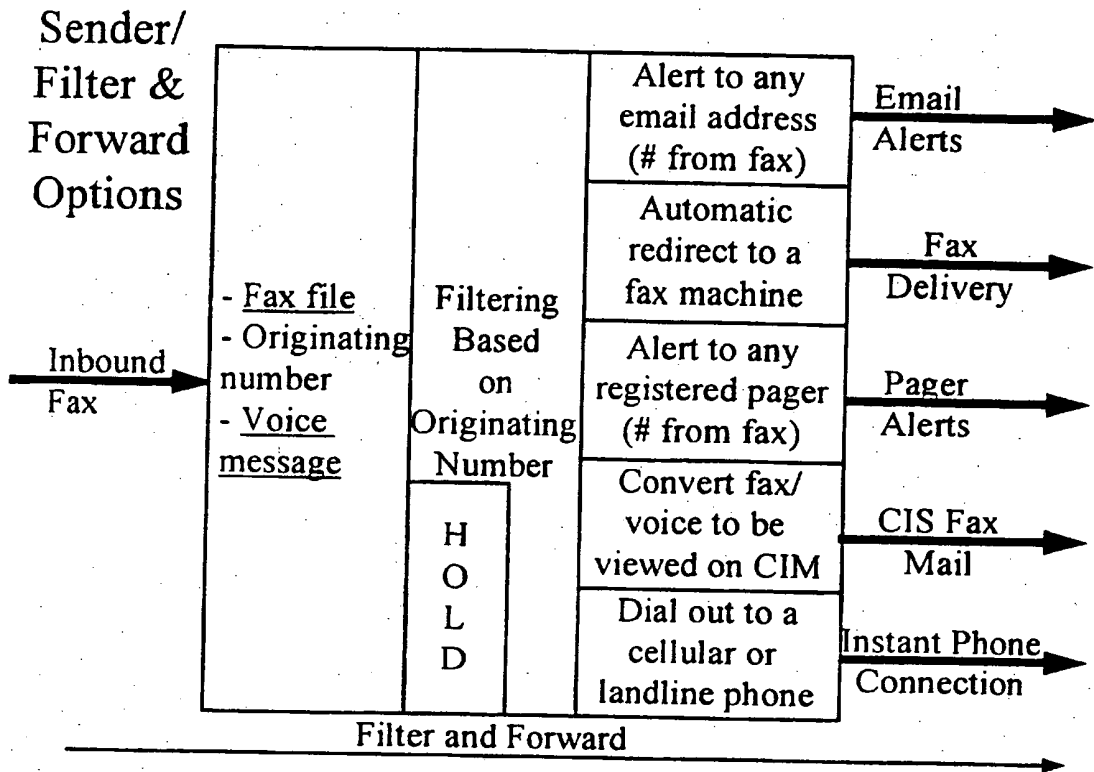 Sender/
Filter &
Forward
Options
Inbound
Fax
- Fax file
- Originating
number
- Voice
message
Filtering
Based
on
Originating
Number
H
O
L
D
Alert to any
email address
(# from fax)
Automatic
redirect to a
fax machine
Alert to any
registered pager
(# from fax)
Convert fax/
voice to be
viewed on CIM
Dial out to a
cellular or
landline phone
Email
Alerts
Fax
Delivery
Pager
Alerts
CIS Fax
Mail
Instant Phone
Connection
Filter and Forward